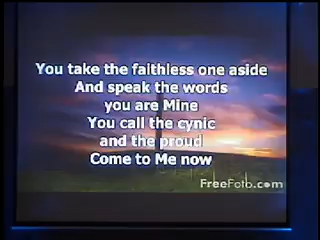 You take the faithless one aside
And speak the words
you are Mine
You call the cynic
and the proud
Come to Me now
FreeFoto.com